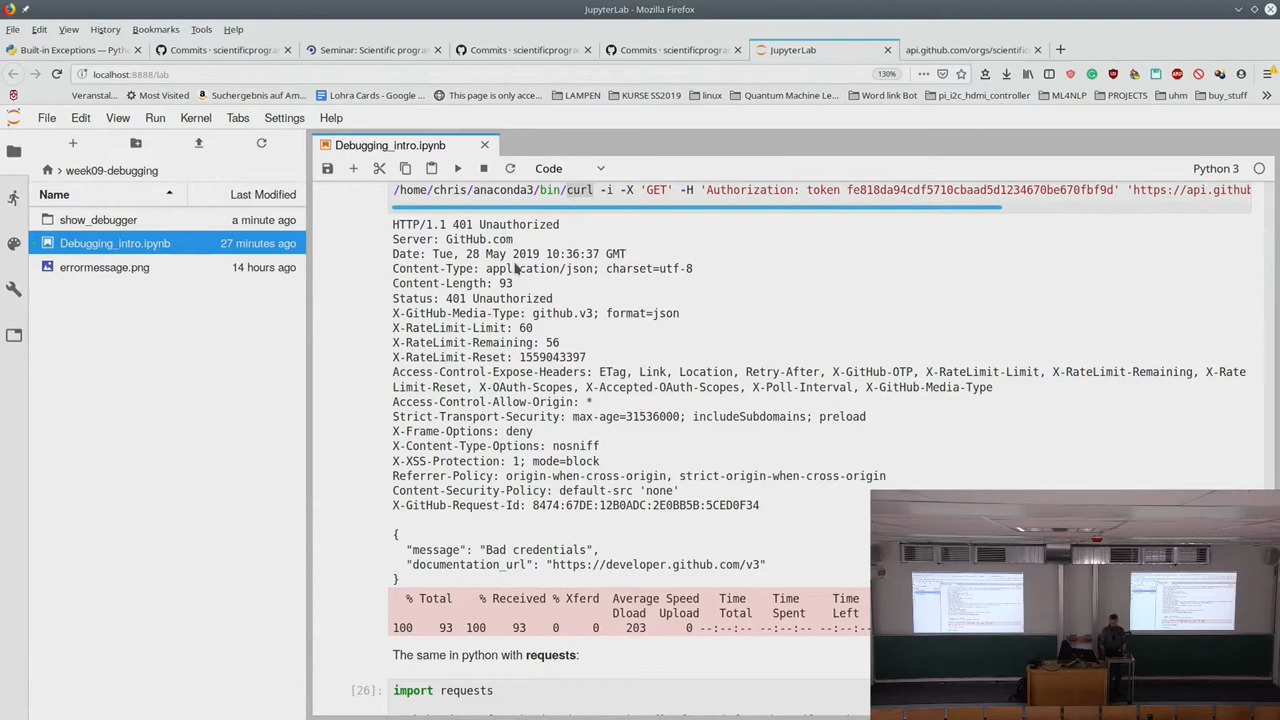 JupyterLab - Mozilla Firefox
File Edit View History Bookmarks Tools Help
Built-in Exceptions — Pyth
Commits · scientificprogram
Seminar: Scientific program
Commits · scientificprogram
Commits · scientificprogram
JupyterLab
api.github.com/orgs/scientific
localhost:8888/lab
130%
Veranstal...
Most Visited
Suchergebnis auf Amaz...
Lohra Cards - Google ...
This page is only acce...
LAMPEN
KURSE SS2019
linux
Quantum Machine Le...
Word link Bot
pi_i2c_hdmi_controller
ML4NLP
PROJECTS
uhm
buy_stuff
File Edit View Run Kernel Tabs Settings Help
week09-debugging
Name Last Modified
show_debugger a minute ago
Debugging_intro.ipynb 27 minutes ago
errormessage.png 14 hours ago
Debugging_intro.ipynb
Code
Python 3
/home/chris/anaconda3/bin/curl -i -X 'GET' -H 'Authorization: token fe818da94cdf5710cbaad5d1234670be670fbf9d' 'https://api.github
HTTP/1.1 401 Unauthorized
Server: GitHub.com
Date: Tue, 28 May 2019 10:36:37 GMT
Content-Type: application/json; charset=utf-8
Content-Length: 93
Status: 401 Unauthorized
X-GitHub-Media-Type: github.v3; format=json
X-RateLimit-Limit: 60
X-RateLimit-Remaining: 56
X-RateLimit-Reset: 1559043397
Access-Control-Expose-Headers: ETag, Link, Location, Retry-After, X-GitHub-OTP, X-RateLimit-Limit, X-RateLimit-Remaining, X-Rate
Limit-Reset, X-OAuth-Scopes, X-Accepted-OAuth-Scopes, X-Poll-Interval, X-GitHub-Media-Type
Access-Control-Allow-Origin: *
Strict-Transport-Security: max-age=31536000; includeSubdomains; preload
X-Frame-Options: deny
X-Content-Type-Options: nosniff
X-XSS-Protection: 1; mode=block
Referrer-Policy: origin-when-cross-origin, strict-origin-when-cross-origin
Content-Security-Policy: default-src 'none'
X-GitHub-Request-Id: 8474:67DE:12B0ADC:2E0BB5B:5CED0F34
{
"message": "Bad credentials",
"documentation_url": "https://developer.github.com/v3"
}
% Total % Received % Xferd Average Speed Time Time Time
Dload Upload Total Spent Left
100 93 100 93 0 0 203 0 --:--:-- --:--:-- --:--:--
The same in python with requests:
[26]: import requests